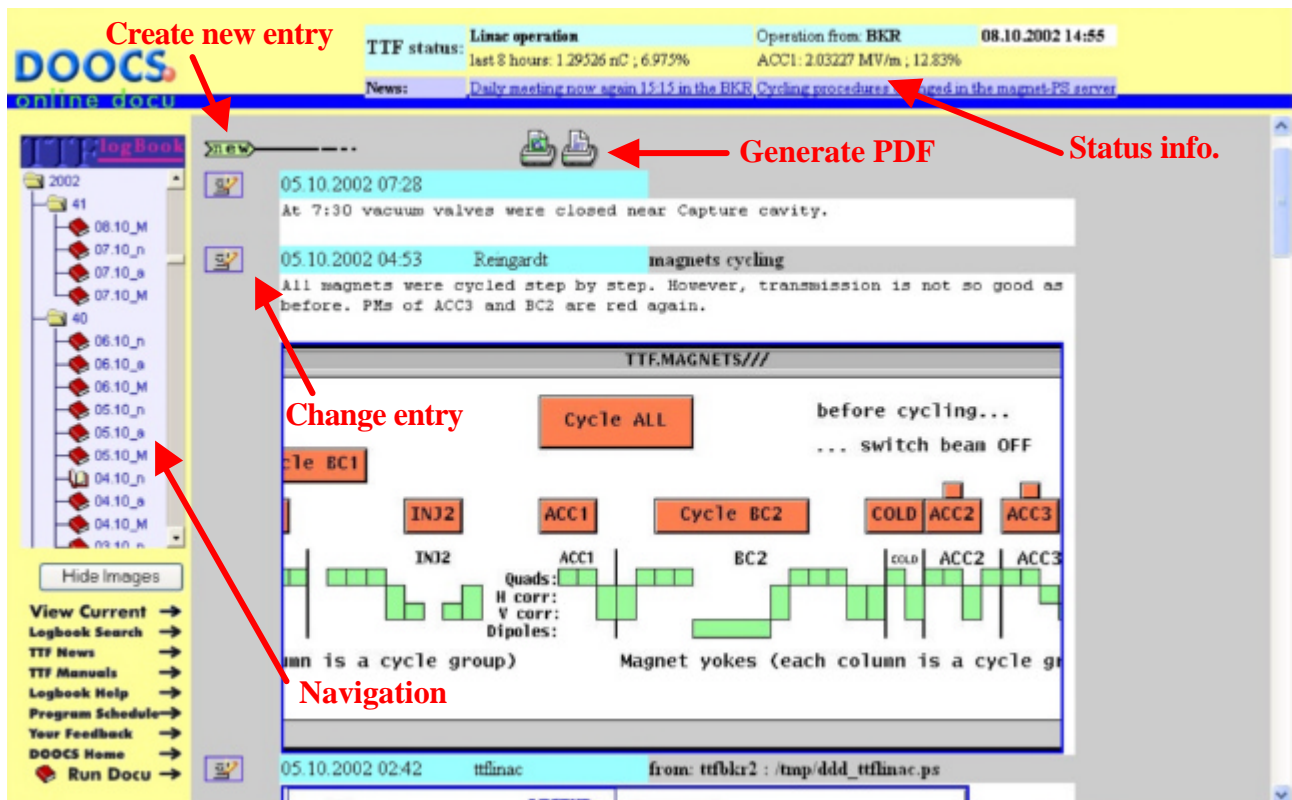 Create new entry
DOOCS
online docu
TTF status:
Linac operation
Operation from: BKR
08.10.2002 14:55
last 8 hours: 1.29526 nC ; 6.975%
ACC1: 2.03227 MV/m ; 12.83%
News:
Daily meeting now again 15:15 in the BKR
Cycling procedures changed in the magnet-PS server
TTF logBook
2002
41
08.10_M
07.10_n
07.10_a
07.10_M
40
06.10_n
06.10_a
06.10_M
05.10_n
05.10_a
05.10_M
04.10_n
04.10_a
04.10_M
03.10_n
Hide Images
View Current
Logbook Search
TTF News
TTF Manuals
Logbook Help
Program Schedule
Your Feedback
DOOCS Home
Run Docu
new
Generate PDF
Status info.
05.10.2002 07:28
At 7:30 vacuum valves were closed near Capture cavity.
05.10.2002 04:53 Reingardt magnets cycling
All magnets were cycled step by step. However, transmission is not so good as
before. PMs of ACC3 and BC2 are red again.
TTF.MAGNETS///
Change entry
Cycle ALL
before cycling...
... switch beam OFF
cle BC1
INJ2
ACC1
Cycle BC2
COLD
ACC2
ACC3
INJ2
ACC1
BC2
COLD
ACC2
ACC3
Quads:
H corr:
V corr:
Dipoles:
umn is a cycle group)
Magnet yokes (each column is a cycle gr
Navigation
05.10.2002 02:42 ttflinac from: ttfbkr2 : /tmp/ddd_ttflinac.ps